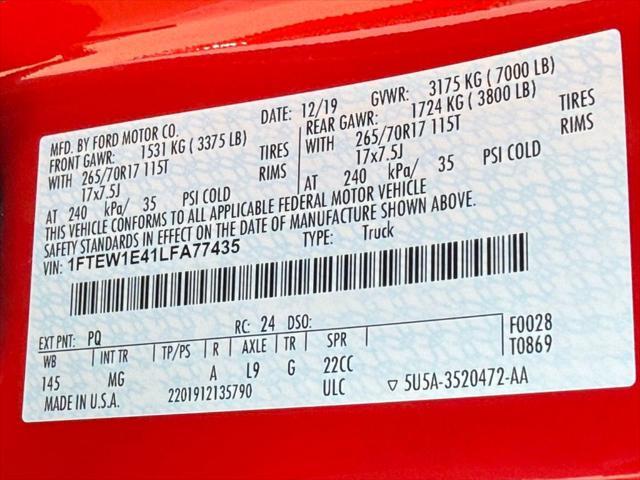 MFD. BY FORD MOTOR CO. DATE: 12/19 GVWR: 3175 KG ( 7000 LB)
FRONT GAWR: 1531 KG ( 3375 LB) REAR GAWR: 1724 KG ( 3800 LB)
WITH 265/70R17 115T TIRES WITH 265/70R17 115T TIRES
17x7.5J RIMS 17x7.5J RIMS
AT 240 kPa/ 35 PSI COLD AT 240 kPa/ 35 PSI COLD
THIS VEHICLE CONFORMS TO ALL APPLICABLE FEDERAL MOTOR VEHICLE
SAFETY STANDARDS IN EFFECT ON THE DATE OF MANUFACTURE SHOWN ABOVE.
VIN: 1FTEW1E41LFA77435 TYPE: Truck
EXT PNT: PQ RC: 24 DSO: F0028
WB INT TR TP/PS R AXLE TR SPR T0869
145 MG A L9 G 22CC
MADE IN U.S.A. 2201912135790 ULC ▽ 5U5A-3520472-AA